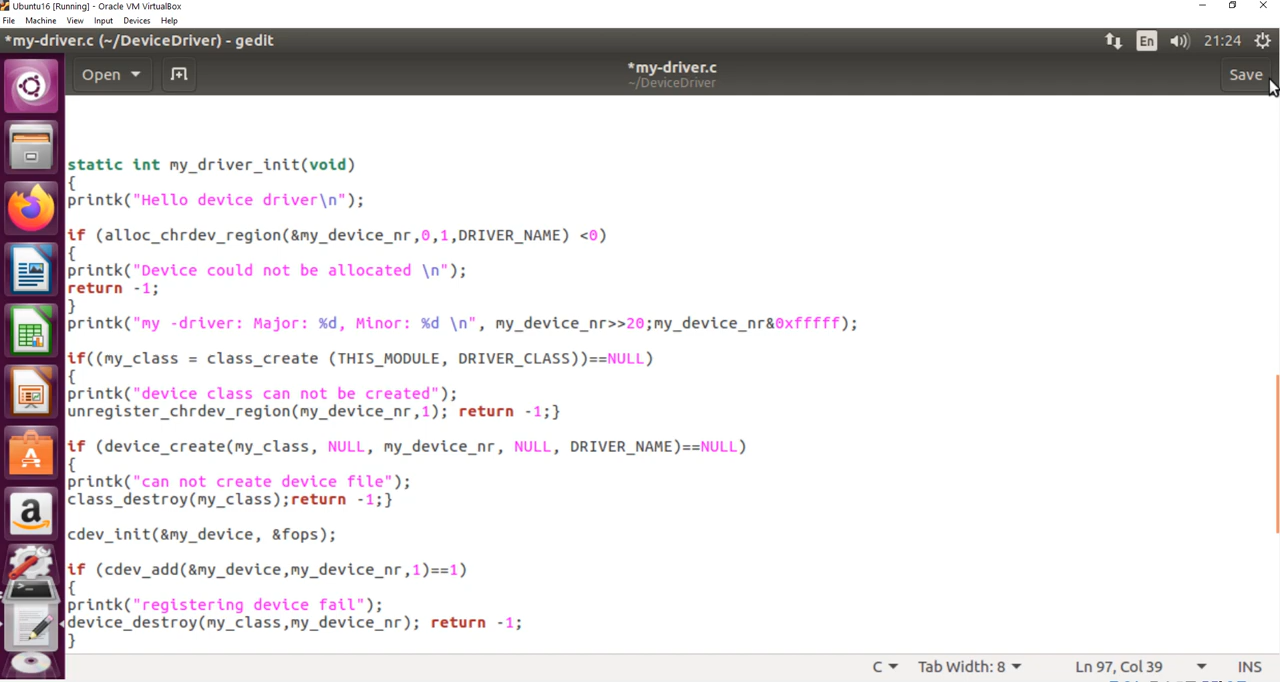 Ubuntu16 [Running] - Oracle VM VirtualBox
File Machine View Input Devices Help
*my-driver.c (~/DeviceDriver) - gedit
En 21:24
Open
*my-driver.c
~/DeviceDriver
Save
static int my_driver_init(void)
{
printk("Hello device driver\n");
if (alloc_chrdev_region(&my_device_nr,0,1,DRIVER_NAME) <0)
{
printk("Device could not be allocated \n");
return -1;
}
printk("my -driver: Major: %d, Minor: %d \n", my_device_nr>>20;my_device_nr&0xfffff);
if((my_class = class_create (THIS_MODULE, DRIVER_CLASS))==NULL)
{
printk("device class can not be created");
unregister_chrdev_region(my_device_nr,1); return -1;}
if (device_create(my_class, NULL, my_device_nr, NULL, DRIVER_NAME)==NULL)
{
printk("can not create device file");
class_destroy(my_class);return -1;}
cdev_init(&my_device, &fops);
if (cdev_add(&my_device,my_device_nr,1)==1)
{
printk("registering device fail");
device_destroy(my_class,my_device_nr); return -1;
}
C Tab Width: 8 Ln 97, Col 39 INS